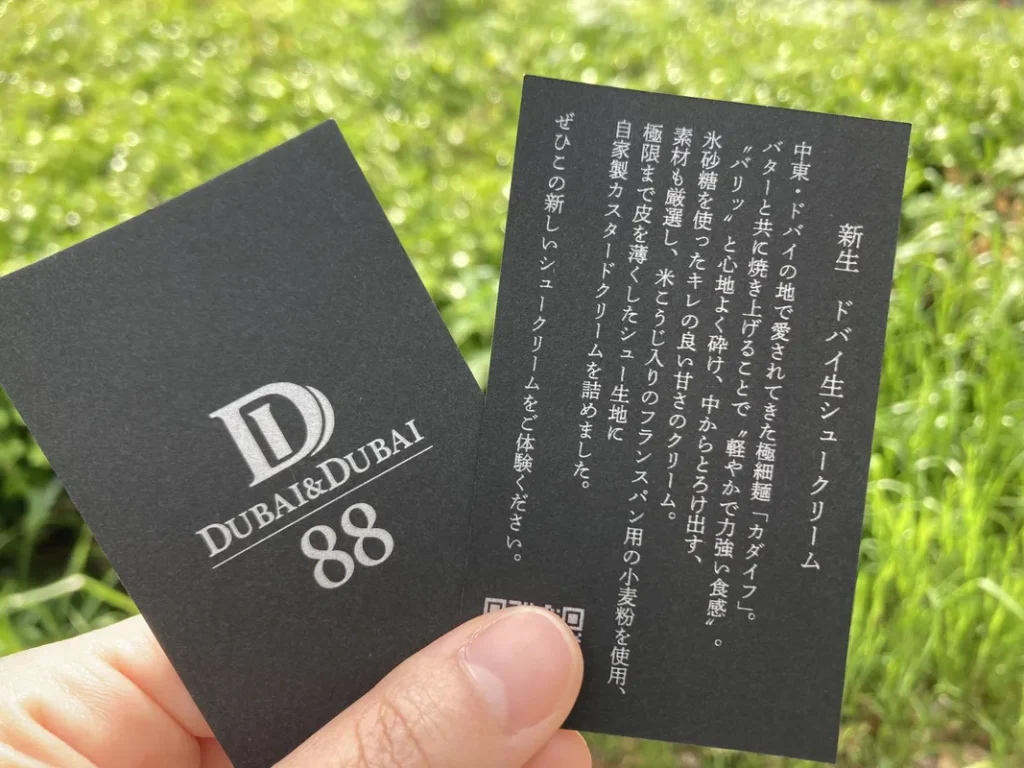 DUBAI&DUBAI
88
新生 ドバイ生シュークリーム
中東・ドバイの地で愛されてきた極細麺「カダイフ」。
バターと共に焼き上げることで〝軽やかで力強い食感〟。
〝バリッ〟と心地よく砕け、中からとろけ出す、
氷砂糖を使ったキレの良い甘さのクリーム。
素材も厳選し、米こうじ入りのフランスパン用の小麦粉を使用、
極限まで皮を薄くしたシュー生地に
自家製カスタードクリームを詰めました。
ぜひこの新しいシュークリームをご体験ください。